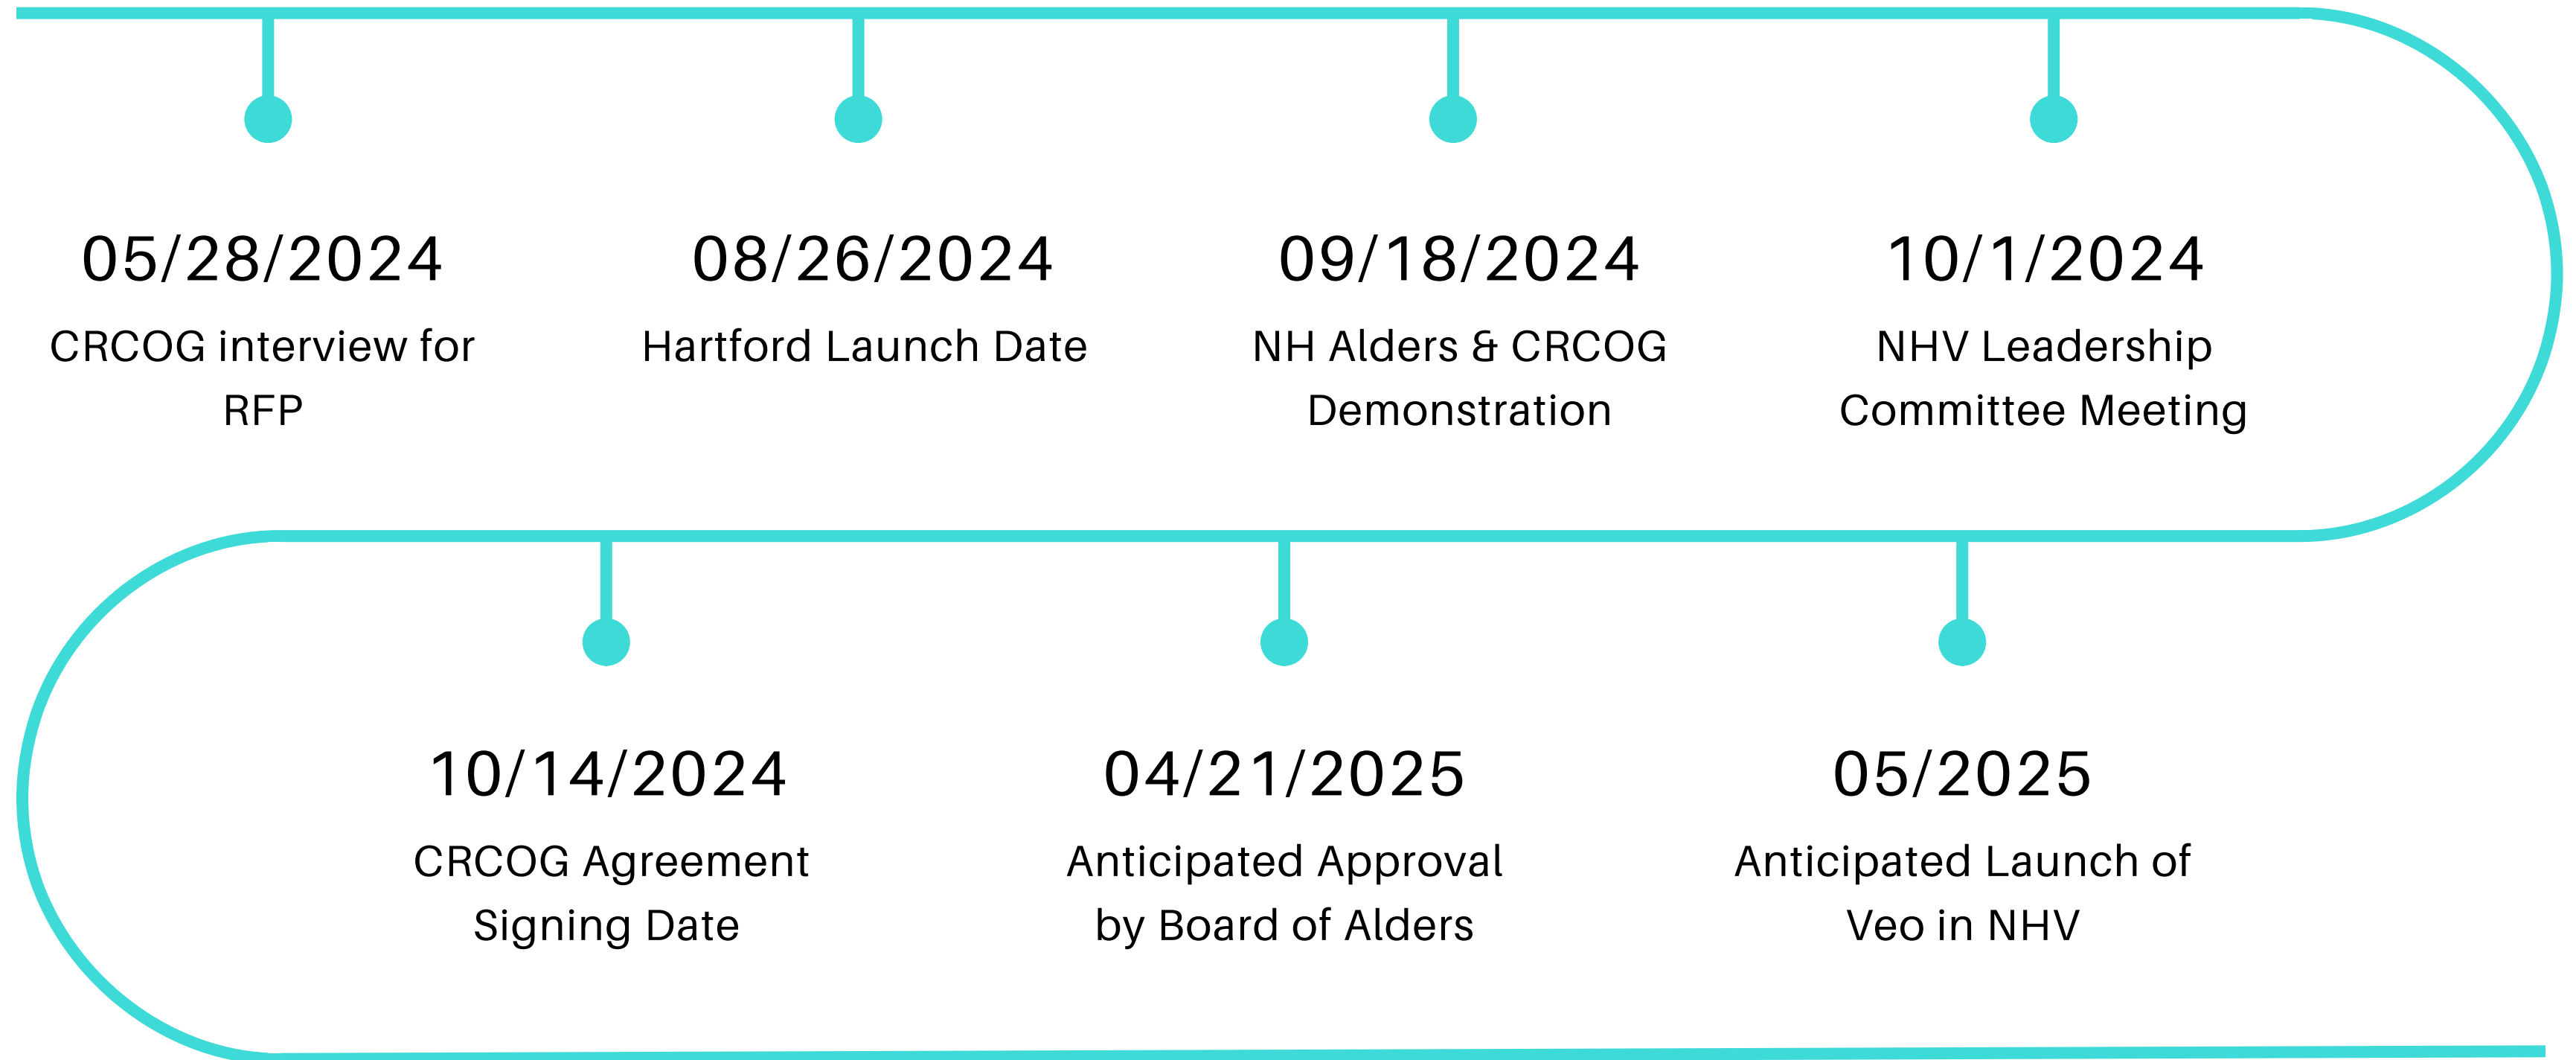 05/28/2024
CRCOG interview for
RFP
08/26/2024
Hartford Launch Date
09/18/2024
NH Alders & CRCOG
Demonstration
10/1/2024
NHV Leadership
Committee Meeting
10/14/2024
CRCOG Agreement
Signing Date
04/21/2025
Anticipated Approval
by Board of Alders
05/2025
Anticipated Launch of
Veo in NHV